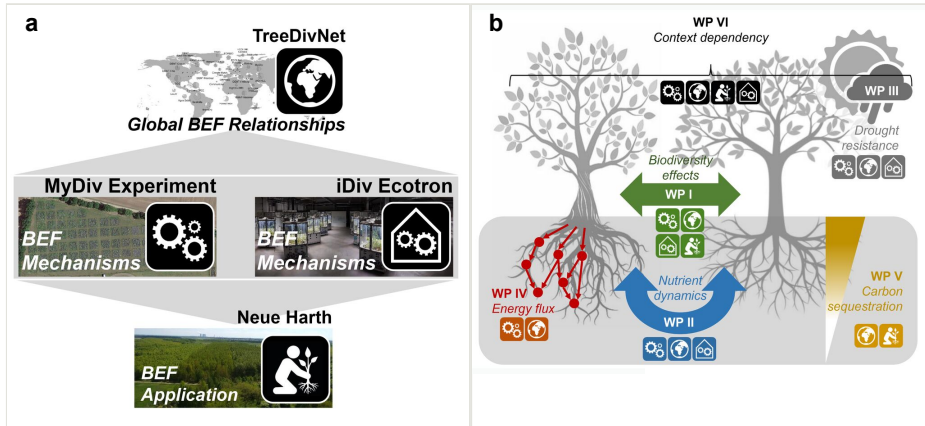 a
TreeDivNet
Global BEF Relationships
MyDiv Experiment
BEF
Mechanisms
iDiv Ecotron
BEF
Mechanisms
Neue Harth
BEF
Application
b
WP VI
Context dependency
WP III
Drought
resistance
Biodiversity
effects
WP I
WP IV
Energy flux
Nutrient
dynamics
WP II
WP V
Carbon
sequestration